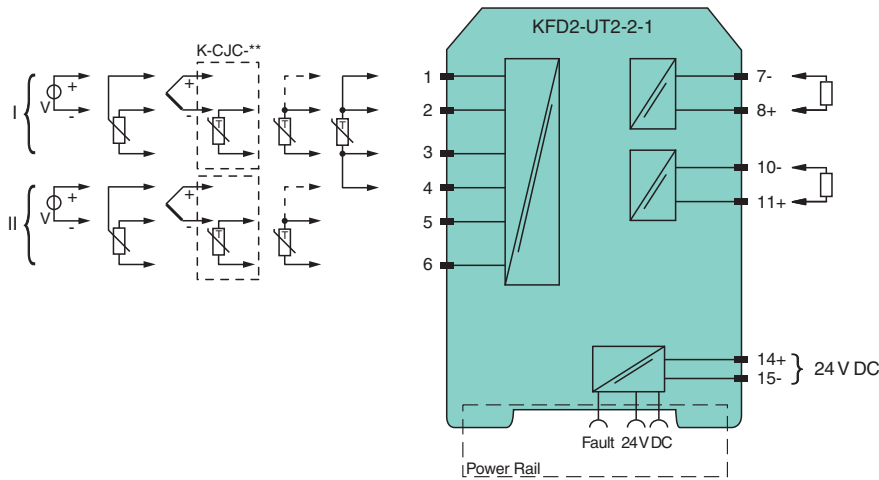 KFD2-UT2-2-1
K-CJC-**
I
V
+
-
+
-
T
T
T
II
V
+
-
+
-
T
T
1
2
3
4
5
6
7-
8+
10-
11+
14+
15-
24 V DC
Fault 24 V DC
Power Rail